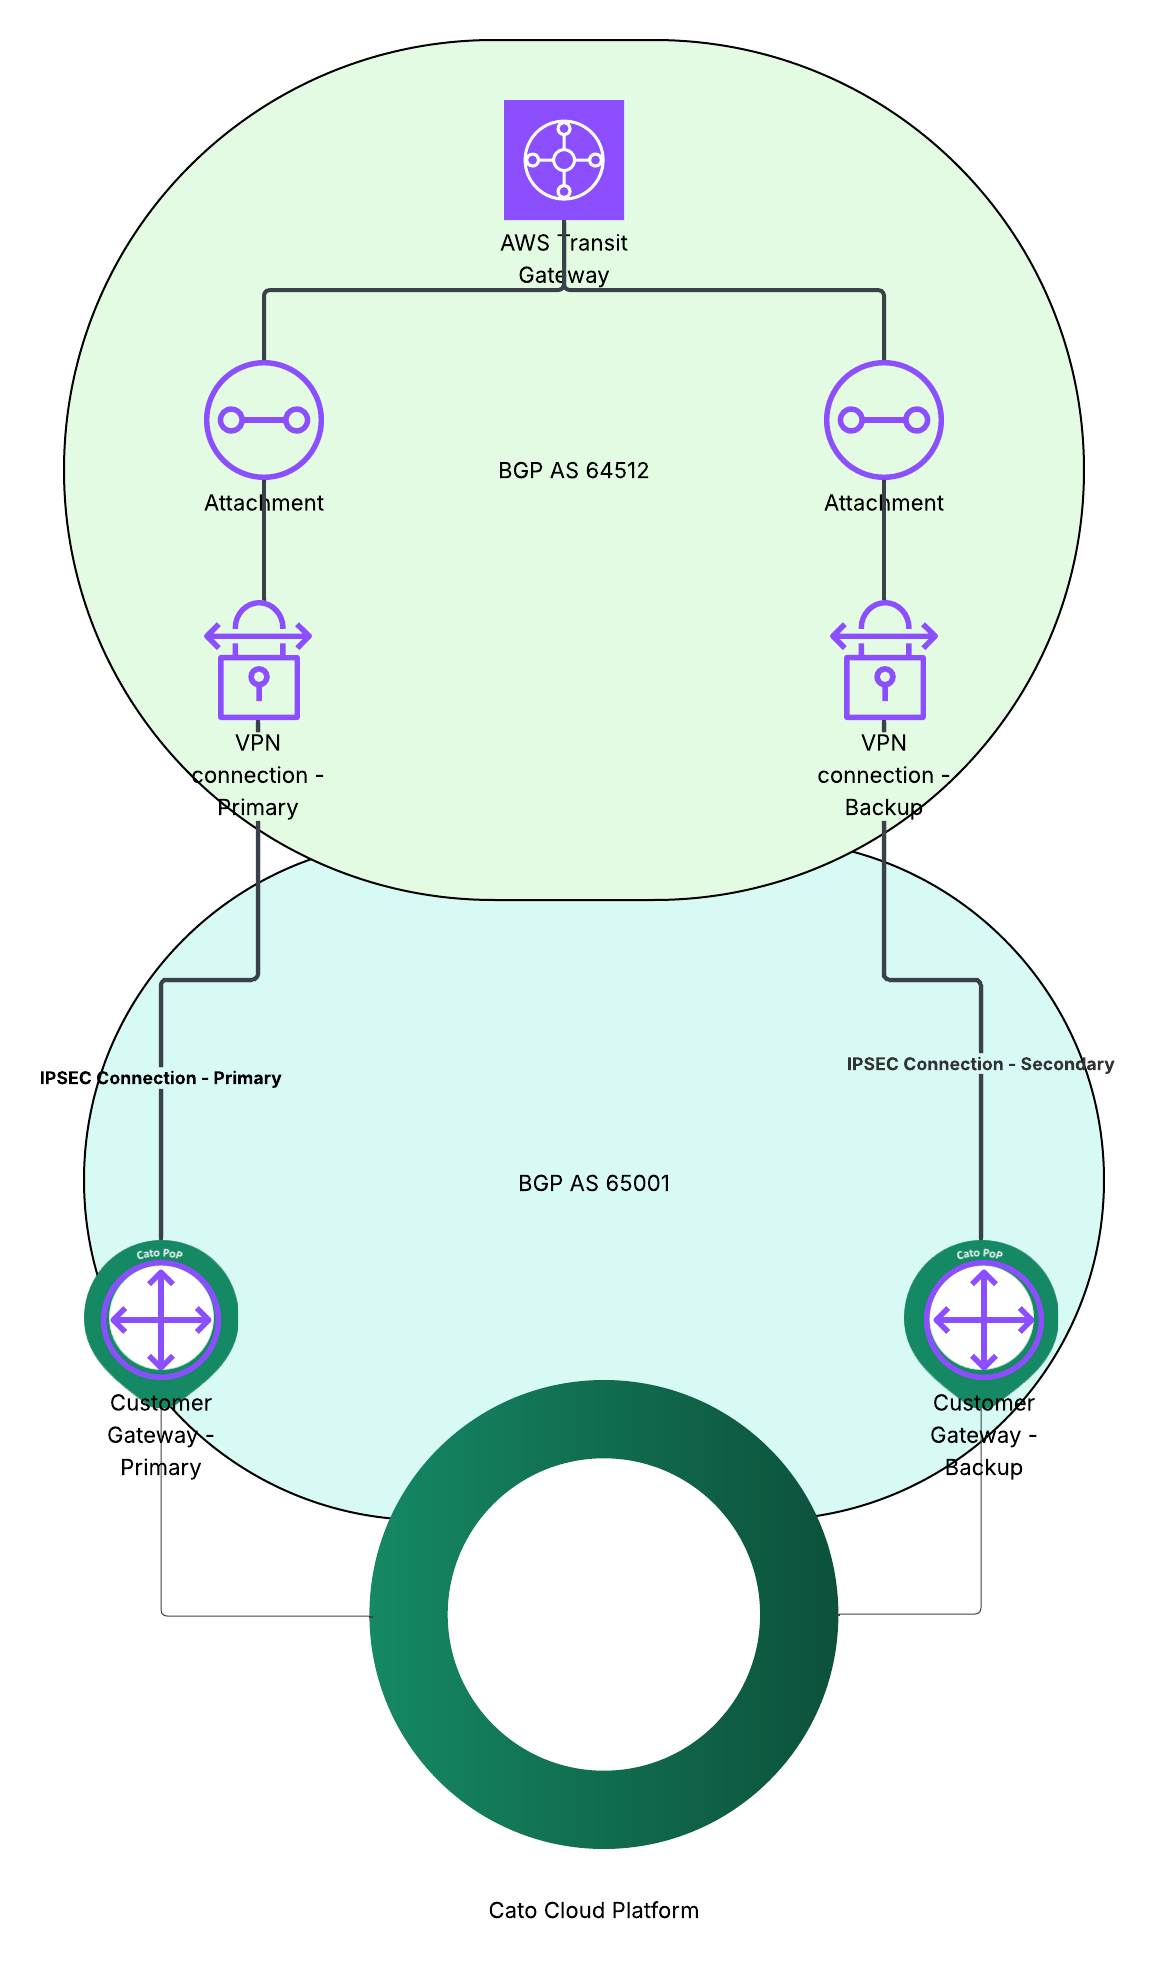 AWS Transit
Gateway
Attachment
Attachment
BGP AS 64512
VPN
connection -
Primary
VPN
connection -
Backup
IPSEC Connection - Primary
IPSEC Connection - Secondary
BGP AS 65001
Cato PoP
Customer
Gateway -
Primary
Cato PoP
Customer
Gateway -
Backup
Cato Cloud Platform